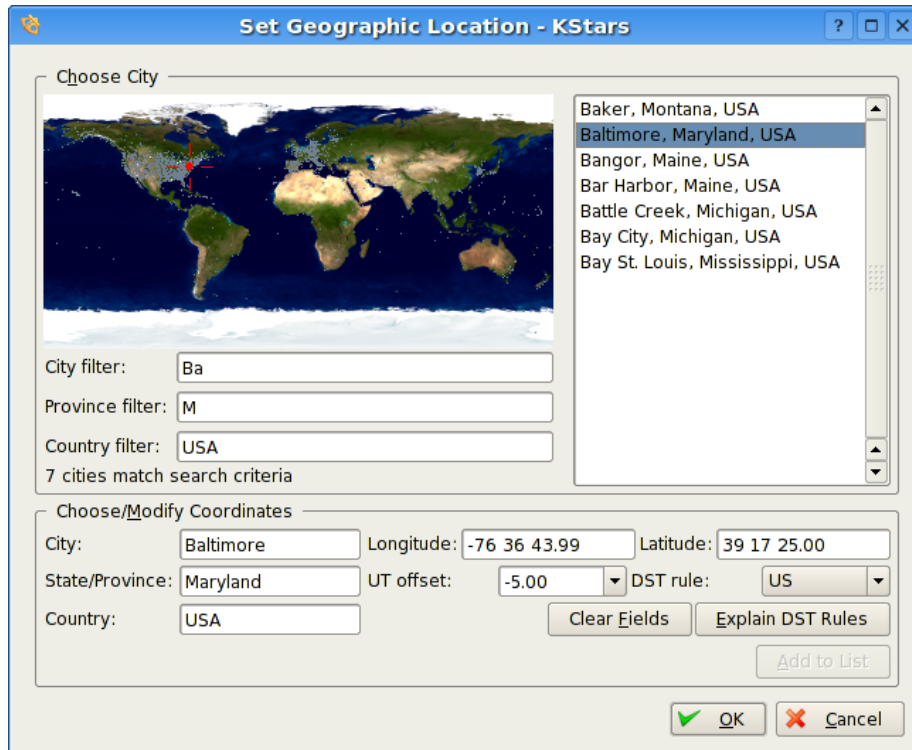 Set Geographic Location - KStars
Choose City
Baker, Montana, USA
Baltimore, Maryland, USA
Bangor, Maine, USA
Bar Harbor, Maine, USA
Battle Creek, Michigan, USA
Bay City, Michigan, USA
Bay St. Louis, Mississippi, USA
City filter: Ba
Province filter: M
Country filter: USA
7 cities match search criteria
Choose/Modify Coordinates
City: Baltimore Longitude: -76 36 43.99 Latitude: 39 17 25.00
State/Province: Maryland UT offset: -5.00 DST rule: US
Country: USA Clear Fields Explain DST Rules
Add to List
OK Cancel